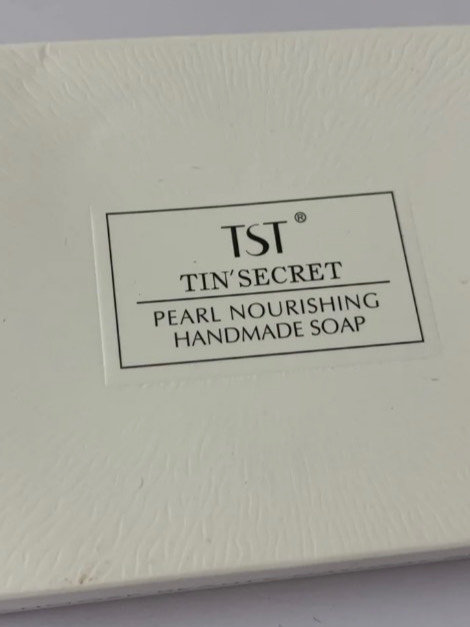 TST®
TIN'SECRET
PEARL NOURISHING
HANDMADE SOAP